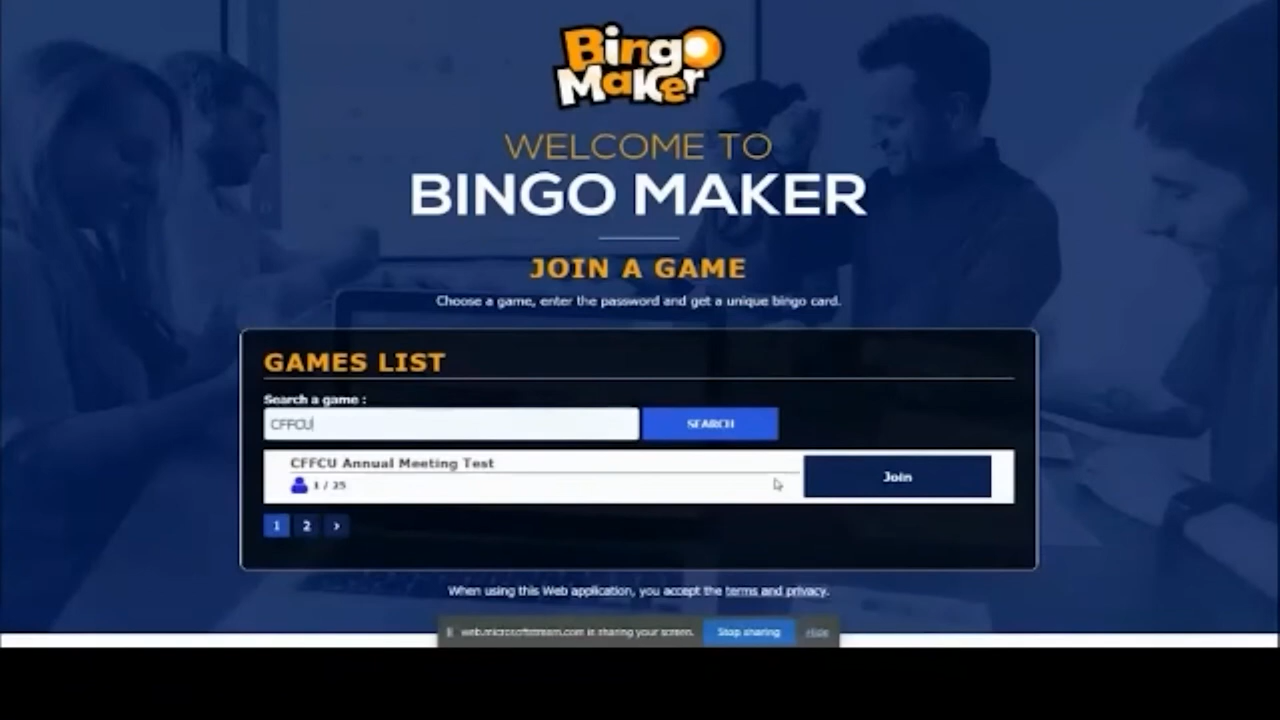 Bingo
Maker
WELCOME TO
BINGO MAKER
JOIN A GAME
Choose a game, enter the password and get a unique bingo card.
GAMES LIST
Search a game :
CFFCU
SEARCH
CFFCU Annual Meeting Test
Join
1 / 25
1 2 >
When using this Web application, you accept the terms and privacy.
web.microsoftstream.com is sharing your screen. Stop sharing Hide